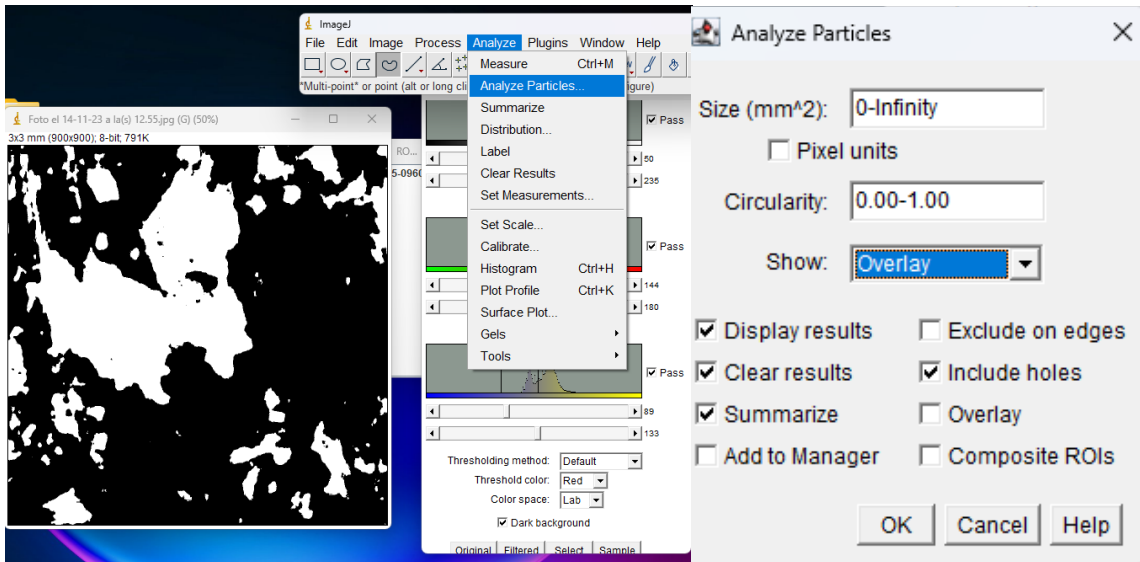 ImageJ
File Edit Image Process Analyze Plugins Window Help
*Multi-point* or point (alt or long cli
gure)
Measure Ctrl+M
Analyze Particles...
Summarize
Distribution...
Label
Clear Results
Set Measurements...
Set Scale...
Calibrate...
Histogram Ctrl+H
Plot Profile Ctrl+K
Surface Plot...
Gels
Tools
Foto el 14-11-23 a la(s) 12.55.jpg (G) (50%)
3x3 mm (900x900); 8-bit; 791K
RO...
5-096
Pass
50
235
Pass
144
180
Pass
89
133
Thresholding method: Default
Threshold color: Red
Color space: Lab
Dark background
Original Filtered Select Sample
Analyze Particles
Size (mm^2): 0-Infinity
Pixel units
Circularity: 0.00-1.00
Show: Overlay
Display results Exclude on edges
Clear results Include holes
Summarize Overlay
Add to Manager Composite ROIs
OK Cancel Help